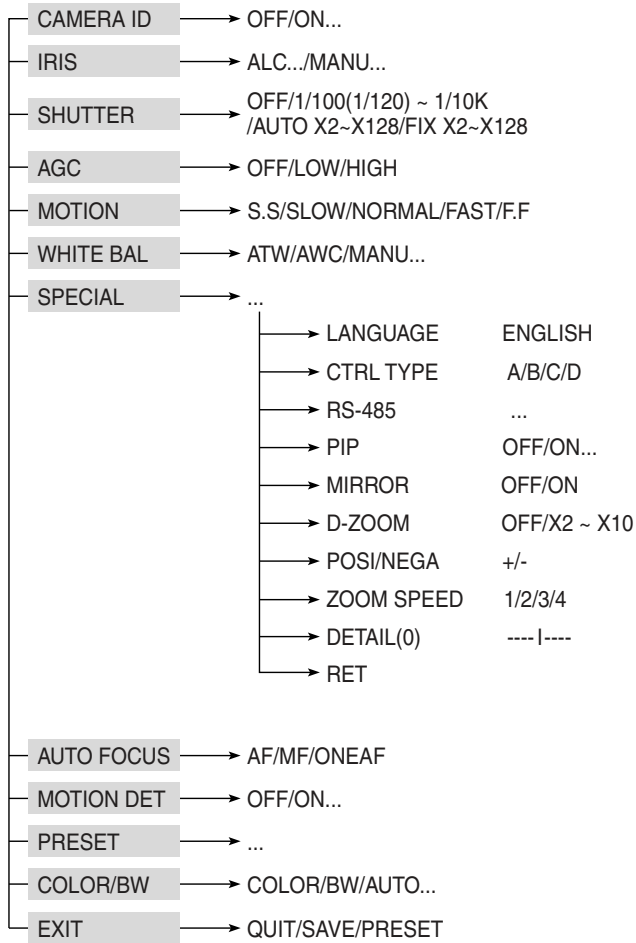 CAMERA ID OFF/ON...
IRIS ALC.../MANU...
SHUTTER OFF/1/100(1/120) ~ 1/10K
/AUTO X2~X128/FIX X2~X128
AGC OFF/LOW/HIGH
MOTION S.S/SLOW/NORMAL/FAST/F.F
WHITE BAL ATW/AWC/MANU...
SPECIAL ...
LANGUAGE ENGLISH
CTRL TYPE A/B/C/D
RS-485 ...
PIP OFF/ON...
MIRROR OFF/ON
D-ZOOM OFF/X2 ~ X10
POSI/NEGA +/-
ZOOM SPEED 1/2/3/4
DETAIL(0) ----I----
RET
AUTO FOCUS AF/MF/ONEAF
MOTION DET OFF/ON...
PRESET ...
COLOR/BW COLOR/BW/AUTO...
EXIT QUIT/SAVE/PRESET